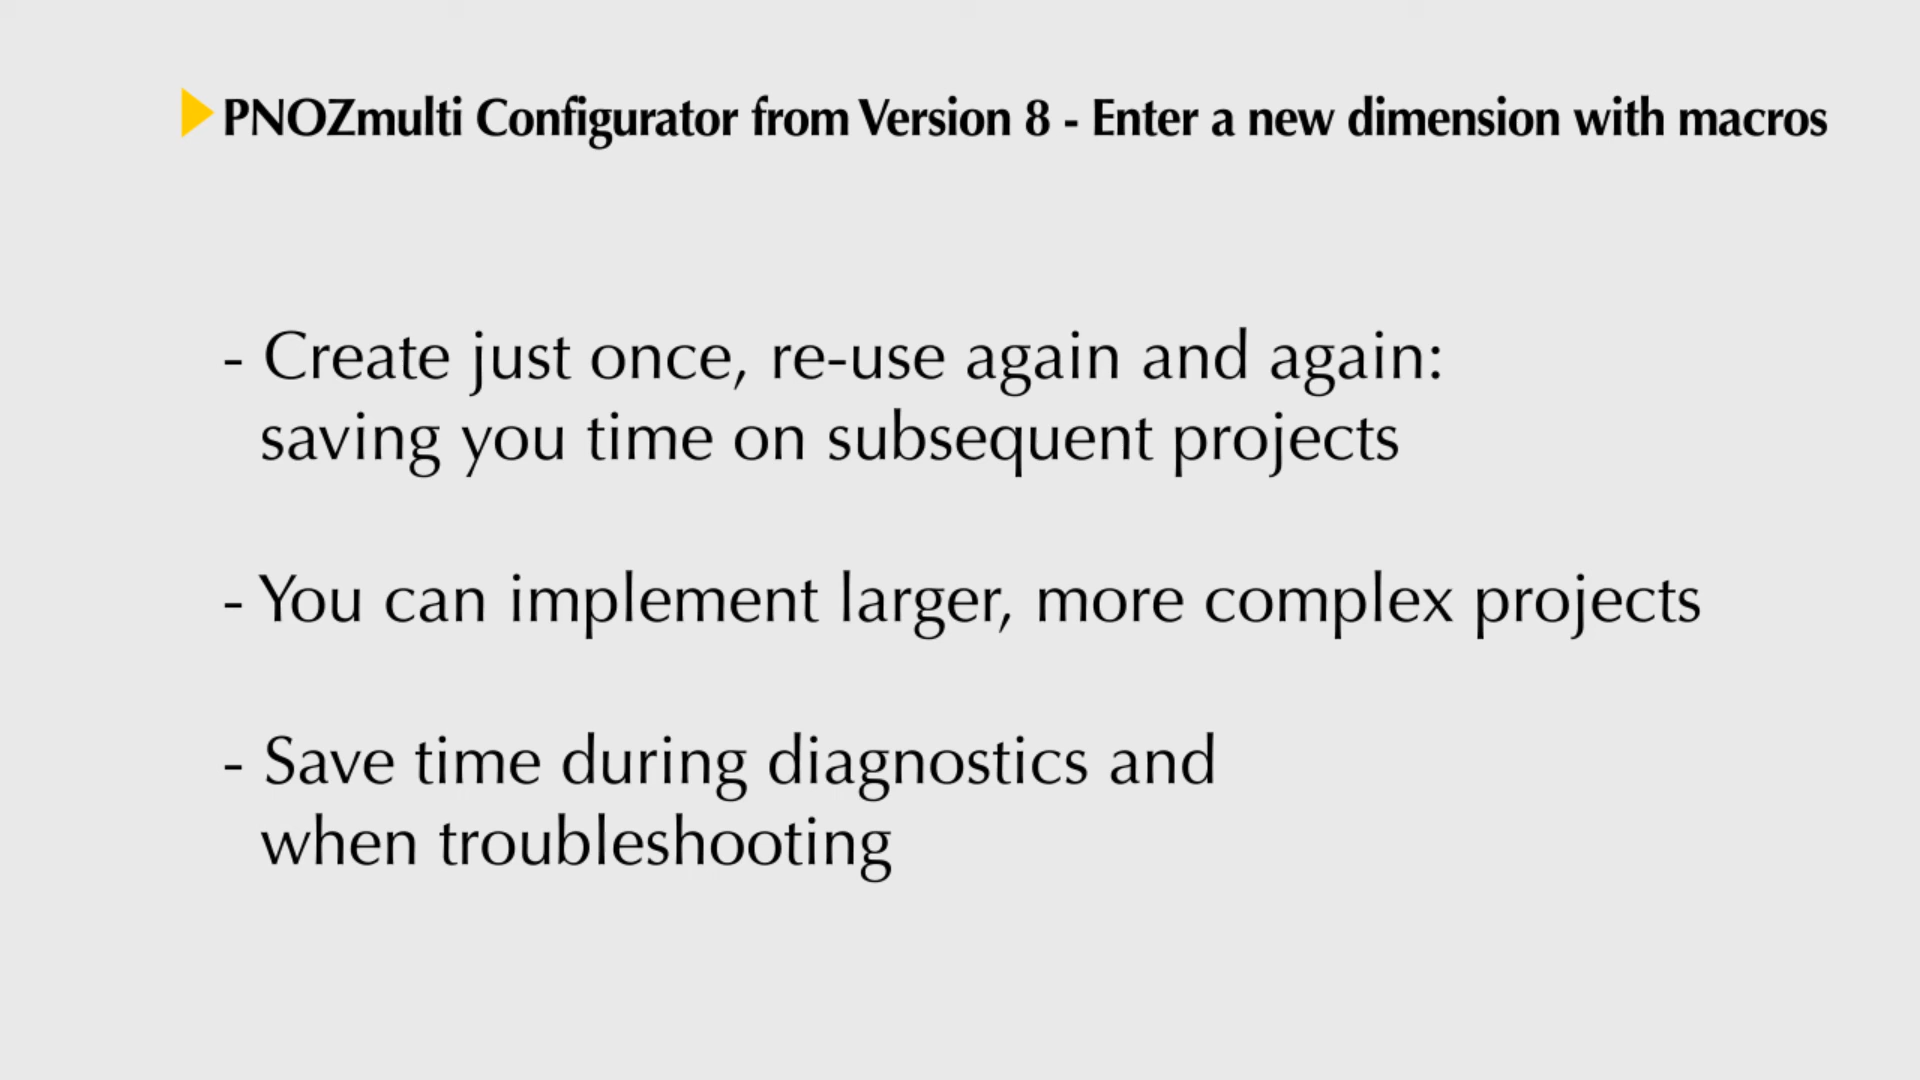 PNOZmulti Configurator from Version 8 - Enter a new dimension with macros
- Create just once, re-use again and again:
saving you time on subsequent projects
- You can implement larger, more complex projects
- Save time during diagnostics and
when troubleshooting